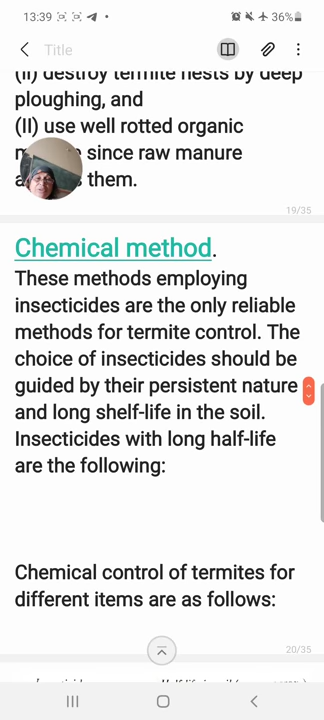 13:39
36%
Title
(II) destroy termite nests by deep
ploughing, and
(II) use well rotted organic
since raw manure
them.
19/35
Chemical method.
These methods employing
insecticides are the only reliable
methods for termite control. The
choice of insecticides should be
guided by their persistent nature
and long shelf-life in the soil.
Insecticides with long half-life
are the following:
Chemical control of termites for
different items are as follows:
20/35